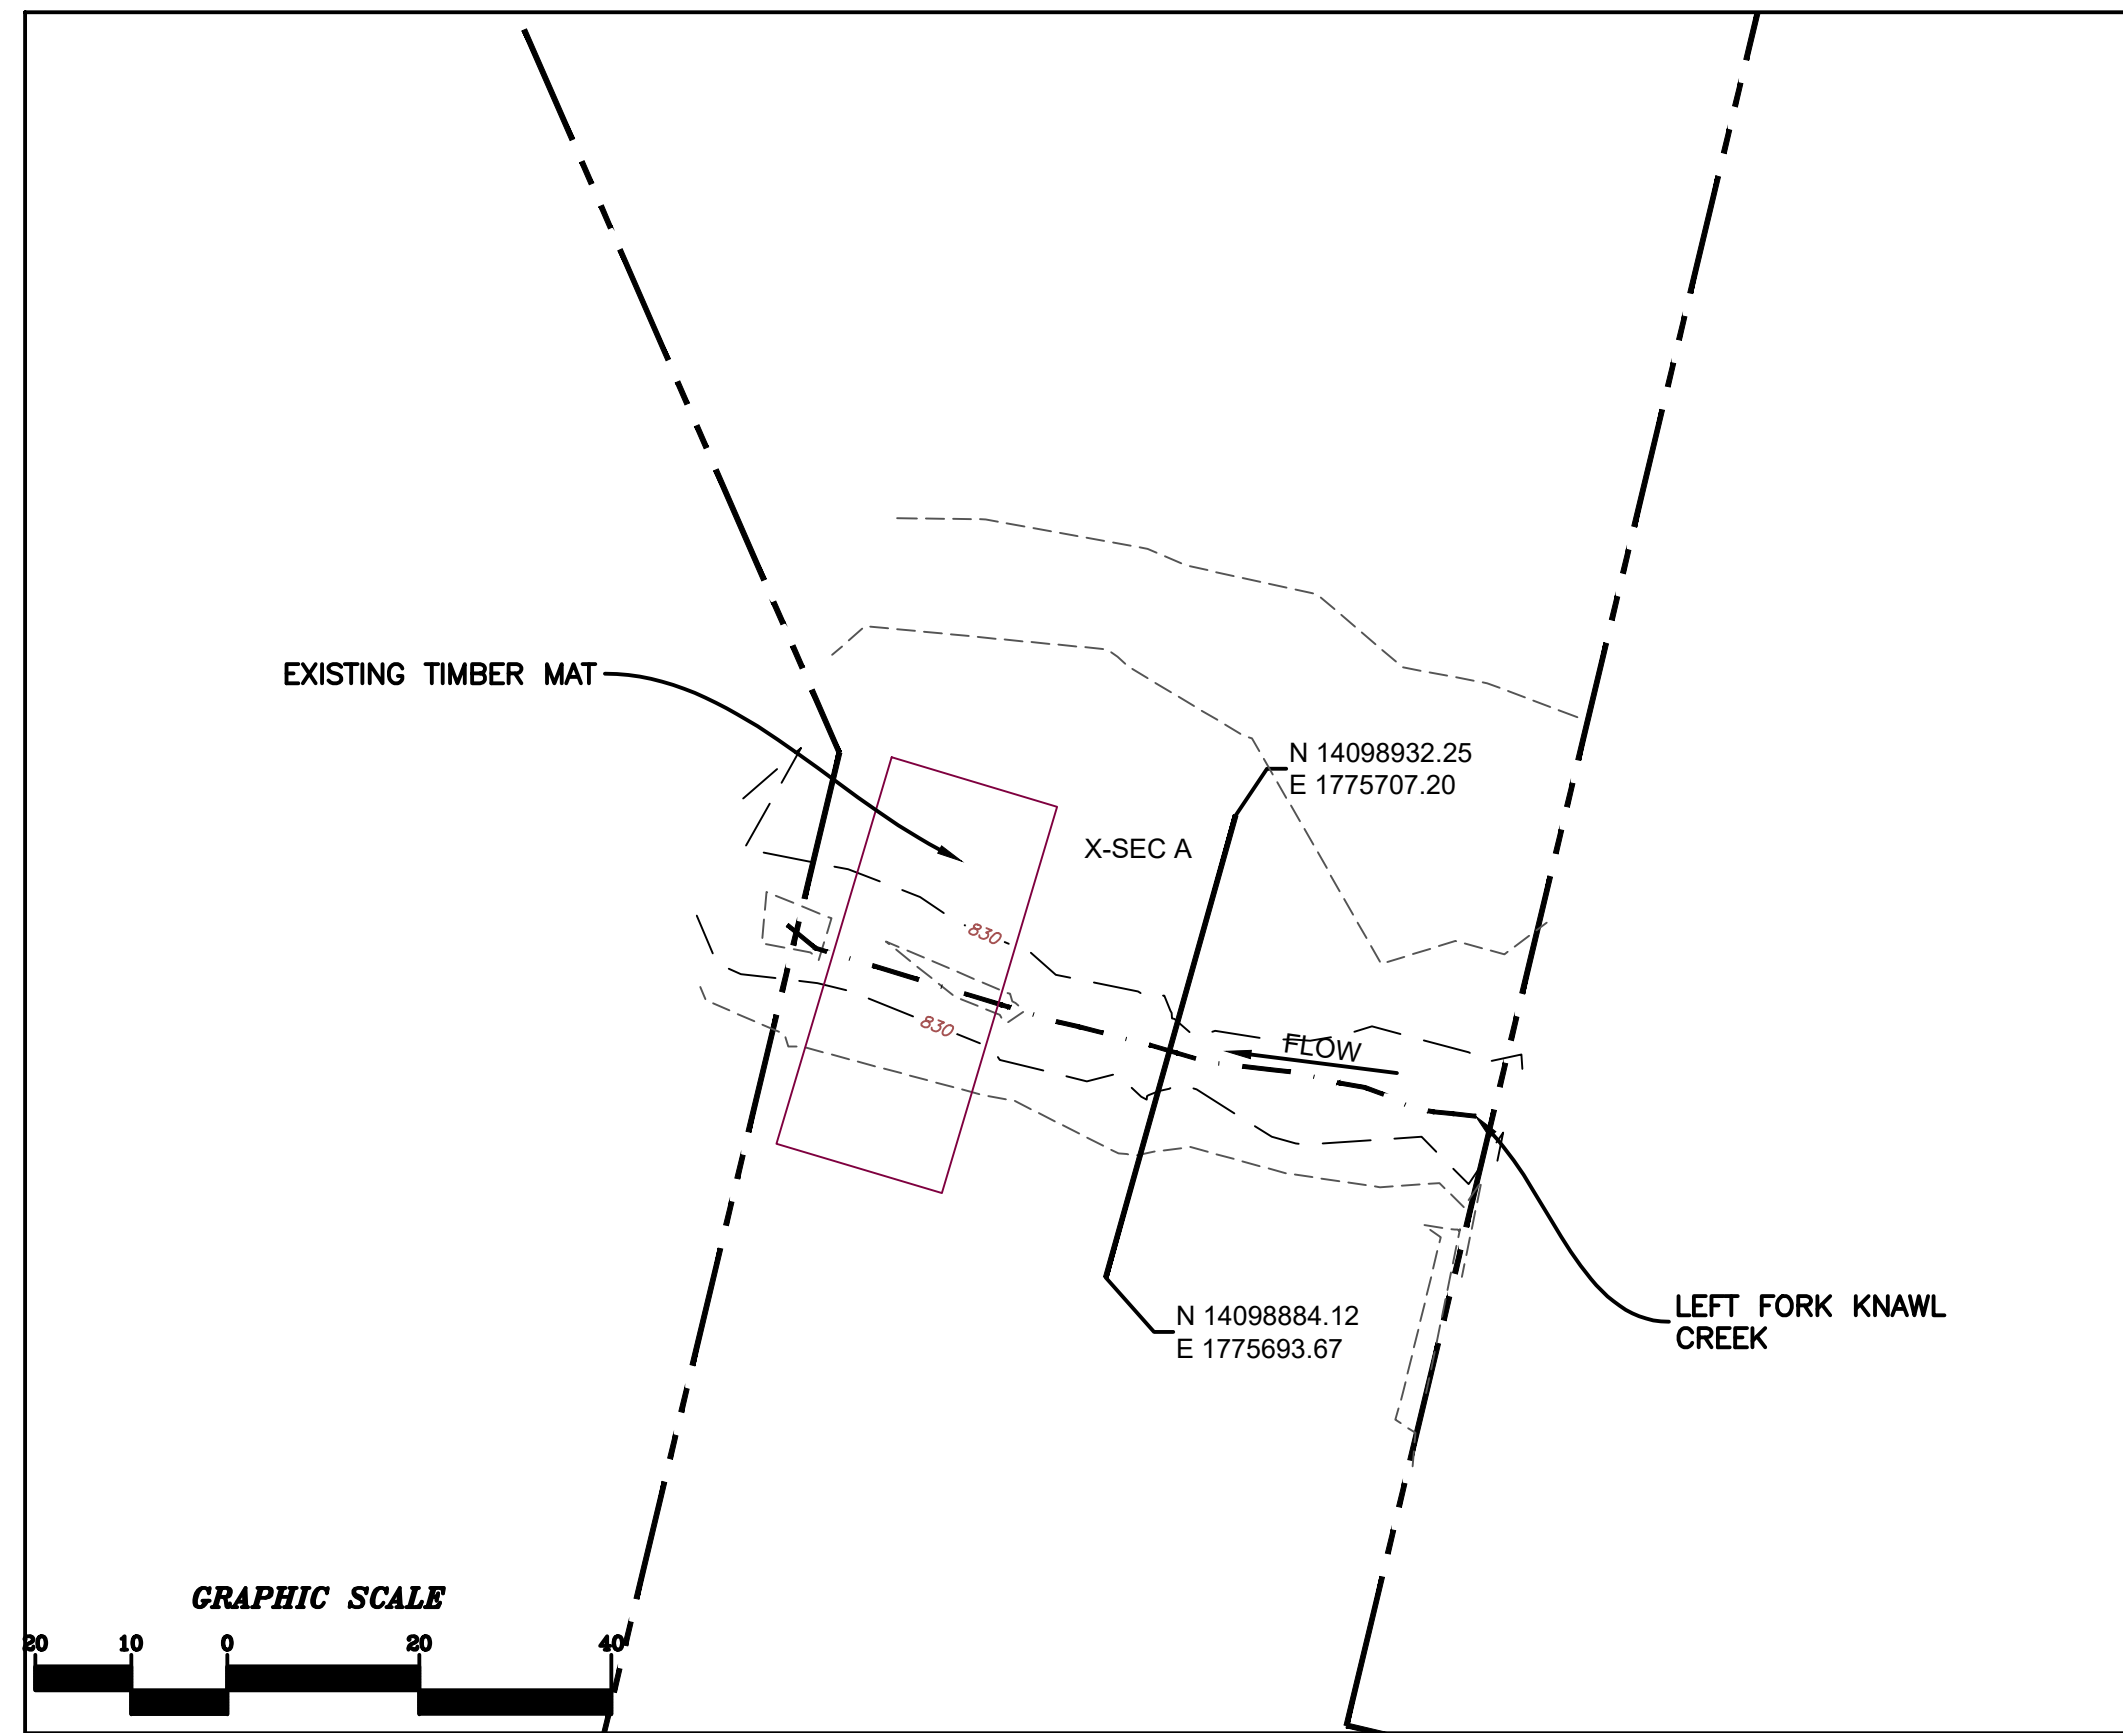 EXISTING TIMBER MAT
N 14098932.25
E 1775707.20
X-SEC A
830
830
FLOW
N 14098884.12
E 1775693.67
LEFT FORK KNAWL
CREEK
GRAPHIC SCALE
20 10 0 20 40